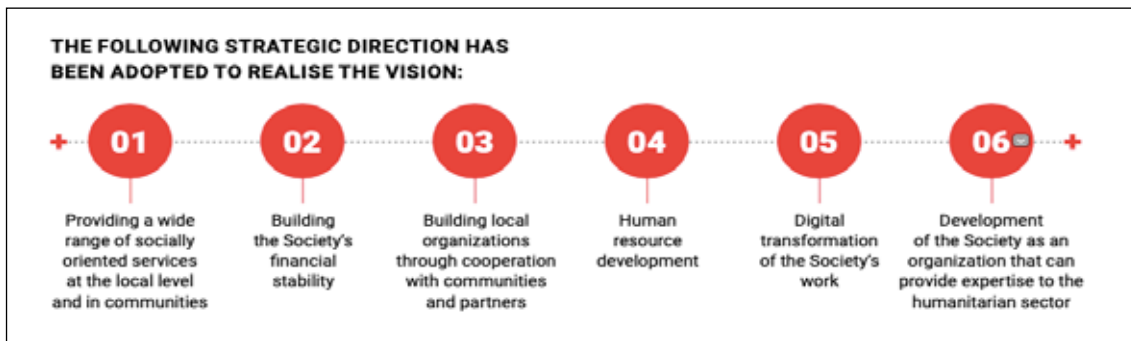 THE FOLLOWING STRATEGIC DIRECTION HAS
BEEN ADOPTED TO REALISE THE VISION:
01
Providing a wide
range of socially
oriented services
at the local level
and in communities
02
Building
the Society's
financial
stability
03
Building local
organizations
through cooperation
with communities
and partners
04
Human
resource
development
05
Digital
transformation
of the Society's
work
06
Development
of the Society as an
organization that can
provide expertise to the
humanitarian sector